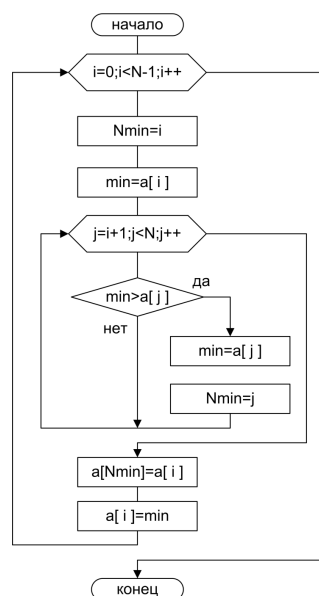 начало
i=0;i<N-1;i++
Nmin=i
min=a[ i ]
j=i+1;j<N;j++
min>a[ j ]
да
нет
min=a[ j ]
Nmin=j
a[Nmin]=a[ i ]
a[ i ]=min
конец